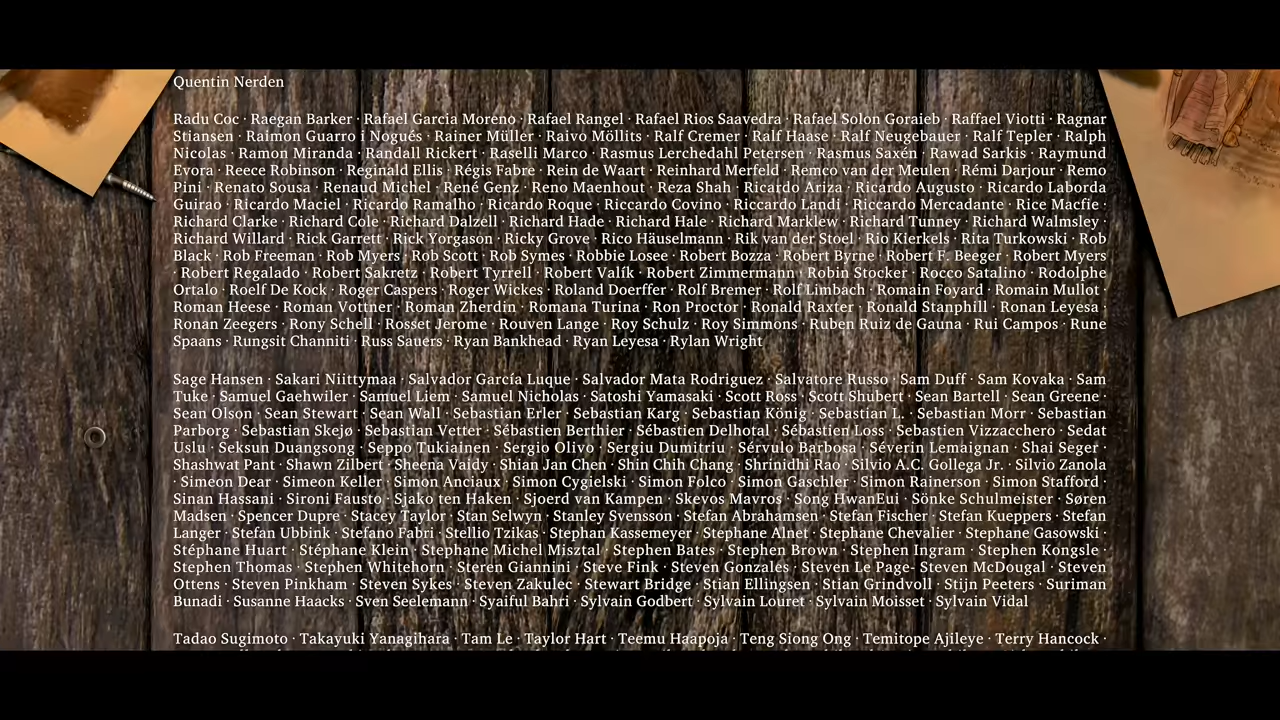 Quentin Nerden
Radu Coc · Raegan Barker · Rafael Garcia Moreno · Rafael Rangel · Rafael Rios Saavedra · Rafael Solon Goraieb · Raffael Viotti · Ragnar
Stiansen · Raimon Guarro i Nogués · Rainer Müller · Raivo Möllits · Ralf Cremer · Ralf Haase · Ralf Neugebauer · Ralf Tepler · Ralph
Nicolas · Ramon Miranda · Randall Rickert · Raselli Marco · Rasmus Lerchedahl Petersen · Rasmus Saxén · Rawad Sarkis · Raymund
Evora · Reece Robinson · Reginald Ellis · Régis Fabre · Rein de Waart · Reinhard Merfeld · Remco van der Meulen · Rémi Darjour · Remo
Pini · Renato Sousa · Renaud Michel · René Genz · Reno Maenhout · Reza Shah · Ricardo Ariza · Ricardo Augusto · Ricardo Laborda
Guirao · Ricardo Maciel · Ricardo Ramalho · Ricardo Roque · Riccardo Covino · Riccardo Landi · Riccardo Mercadante · Rice Macfie ·
Richard Clarke · Richard Cole · Richard Dalzell · Richard Hade · Richard Hale · Richard Marklew · Richard Tunney · Richard Walmsley ·
Richard Willard · Rick Garrett · Rick Yorgason · Ricky Grove · Rico Häuselmann · Rik van der Stoel · Rio Kierkels · Rita Turkowski · Rob
Black · Rob Freeman · Rob Myers · Rob Scott · Rob Symes · Robbie Losee · Robert Bozza · Robert Byrne · Robert F. Beeger · Robert Myers
· Robert Regalado · Robert Sakretz · Robert Tyrrell · Robert Valík · Robert Zimmermann · Robin Stocker · Rocco Satalino · Rodolphe
Ortalo · Roelf De Kock · Roger Caspers · Roger Wickes · Roland Doerffer · Rolf Bremer · Rolf Limbach · Romain Foyard · Romain Mullot ·
Roman Heese · Roman Vottner · Roman Zherdin · Romana Turina · Ron Proctor · Ronald Raxter · Ronald Stanphill · Ronan Leyesa ·
Ronan Zeegers · Rony Schell · Rosset Jerome · Rouven Lange · Roy Schulz · Roy Simmons · Ruben Ruiz de Gauna · Rui Campos · Rune
Spaans · Rungsit Channiti · Russ Sauers · Ryan Bankhead · Ryan Leyesa · Rylan Wright
Sage Hansen · Sakari Niittymaa · Salvador García Luque · Salvador Mata Rodriguez · Salvatore Russo · Sam Duff · Sam Kovaka · Sam
Tuke · Samuel Gaehwiler · Samuel Liem · Samuel Nicholas · Satoshi Yamasaki · Scott Ross · Scott Shubert · Sean Bartell · Sean Greene ·
Sean Olson · Sean Stewart · Sean Wall · Sebastian Erler · Sebastian Karg · Sebastian König · Sebastian L. · Sebastian Morr · Sebastian
Parborg · Sebastian Skejø · Sebastian Vetter · Sébastien Berthier · Sébastien Delhotal · Sébastien Loss · Sebastien Vizzacchero · Sedat
Uslu · Seksun Duangsong · Seppo Tukiainen · Sergio Olivo · Sergiu Dumitriu · Sérvulo Barbosa · Séverin Lemaignan · Shai Seger ·
Shashwat Pant · Shawn Zilbert · Sheena Vaidy · Shian Jan Chen · Shin Chih Chang · Shrinidhi Rao · Silvio A.C. Gollega Jr. · Silvio Zanola
· Simeon Dear · Simeon Keller · Simon Anciaux · Simon Cygielski · Simon Folco · Simon Gaschler · Simon Rainerson · Simon Stafford ·
Sinan Hassani · Sironi Fausto · Sjako ten Haken · Sjoerd van Kampen · Skevos Mavros · Song HwanEui · Sönke Schulmeister · Søren
Madsen · Spencer Dupre · Stacey Taylor · Stan Selwyn · Stanley Svensson · Stefan Abrahamsen · Stefan Fischer · Stefan Kueppers · Stefan
Langer · Stefan Ubbink · Stefano Fabri · Stellio Tzikas · Stephan Kassemeyer · Stephane Alnet · Stephane Chevalier · Stephane Gasowski ·
Stéphane Huart · Stéphane Klein · Stephane Michel Misztal · Stephen Bates · Stephen Brown · Stephen Ingram · Stephen Kongsle ·
Stephen Thomas · Stephen Whitehorn · Steren Giannini · Steve Fink · Steven Gonzales · Steven Le Page- Steven McDougal · Steven
Ottens · Steven Pinkham · Steven Sykes · Steven Zakulec · Stewart Bridge · Stian Ellingsen · Stian Grindvoll · Stijn Peeters · Suriman
Bunadi · Susanne Haacks · Sven Seelemann · Syaiful Bahri · Sylvain Godbert · Sylvain Louret · Sylvain Moisset · Sylvain Vidal
Tadao Sugimoto · Takayuki Yanagihara · Tam Le · Taylor Hart · Teemu Haapoja · Teng Siong Ong · Temitope Ajileye · Terry Hancock ·